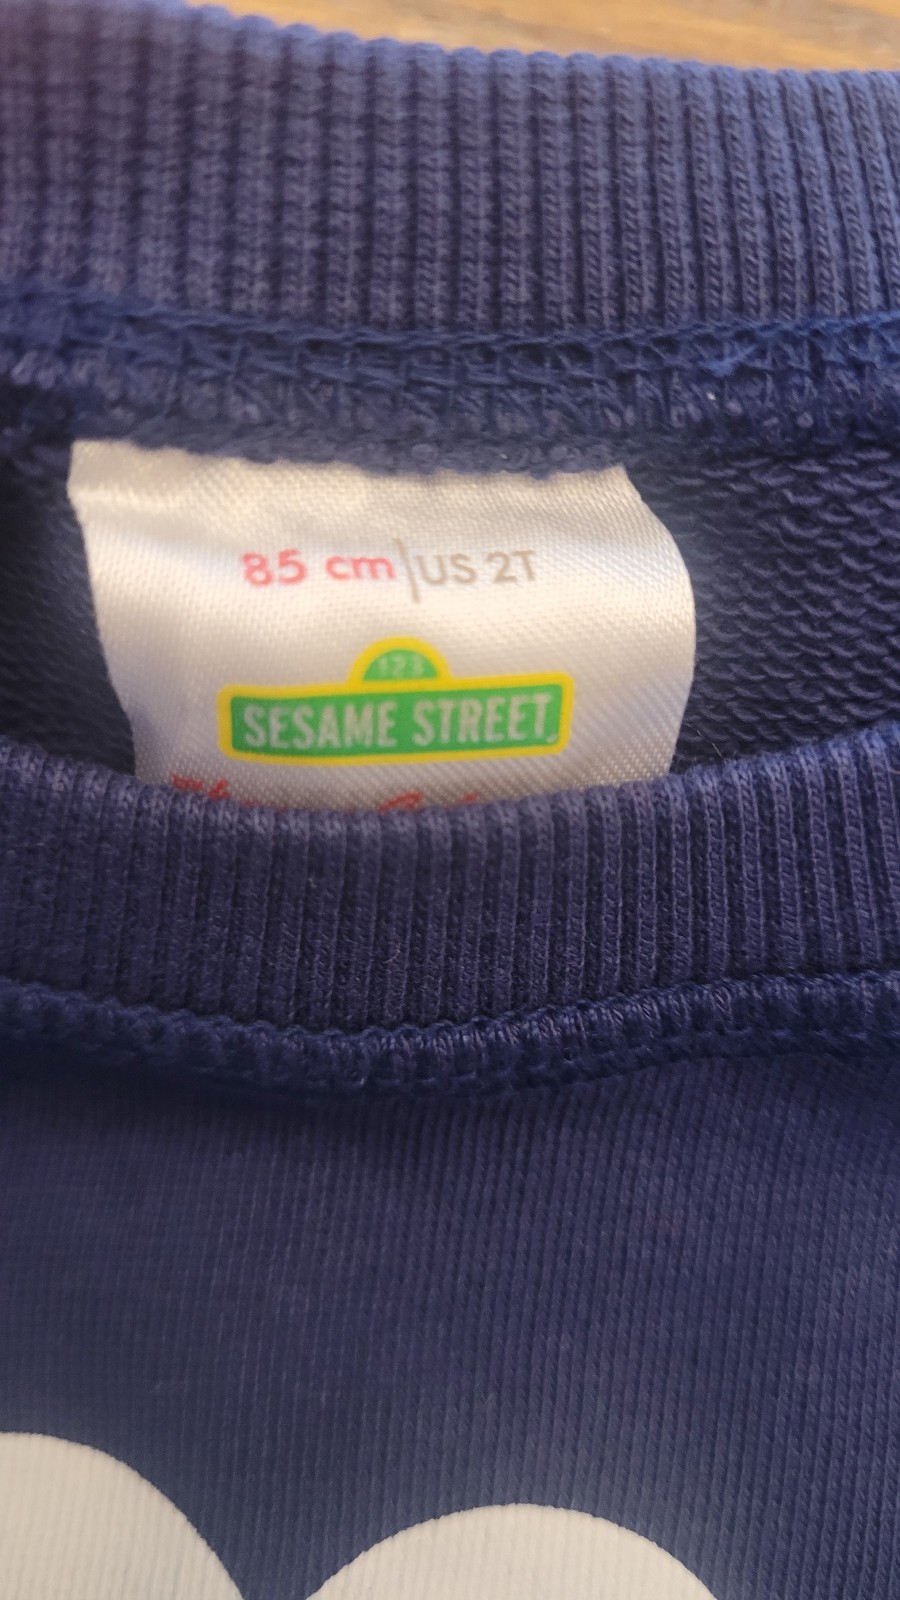 85 cm | US 2T
123
SESAME STREET